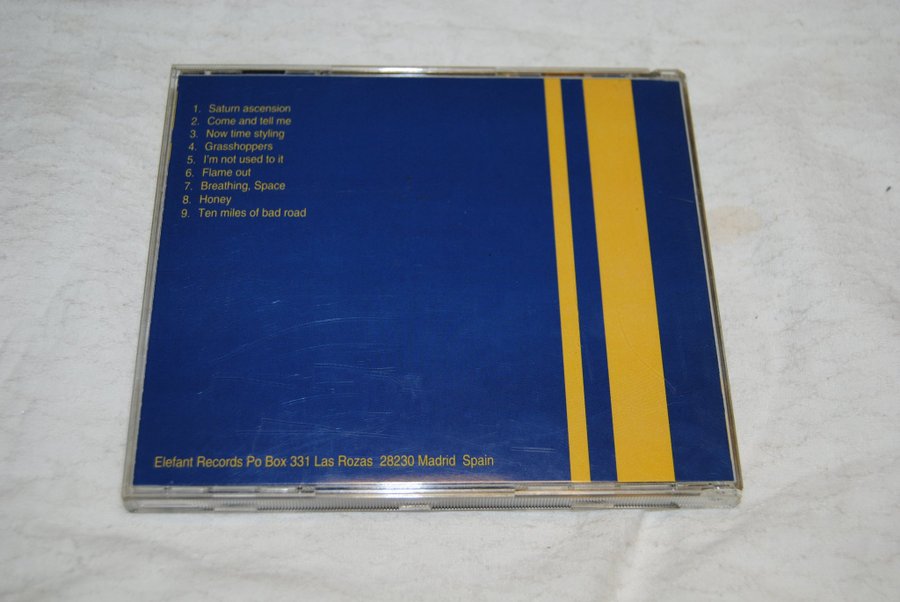 1. Saturn ascension
2. Come and tell me
3. Now time styling
4. Grasshoppers
5. I'm not used to it
6. Flame out
7. Breathing, Space
8. Honey
9. Ten miles of bad road
Elefant Records Po Box 331 Las Rozas 28230 Madrid Spain